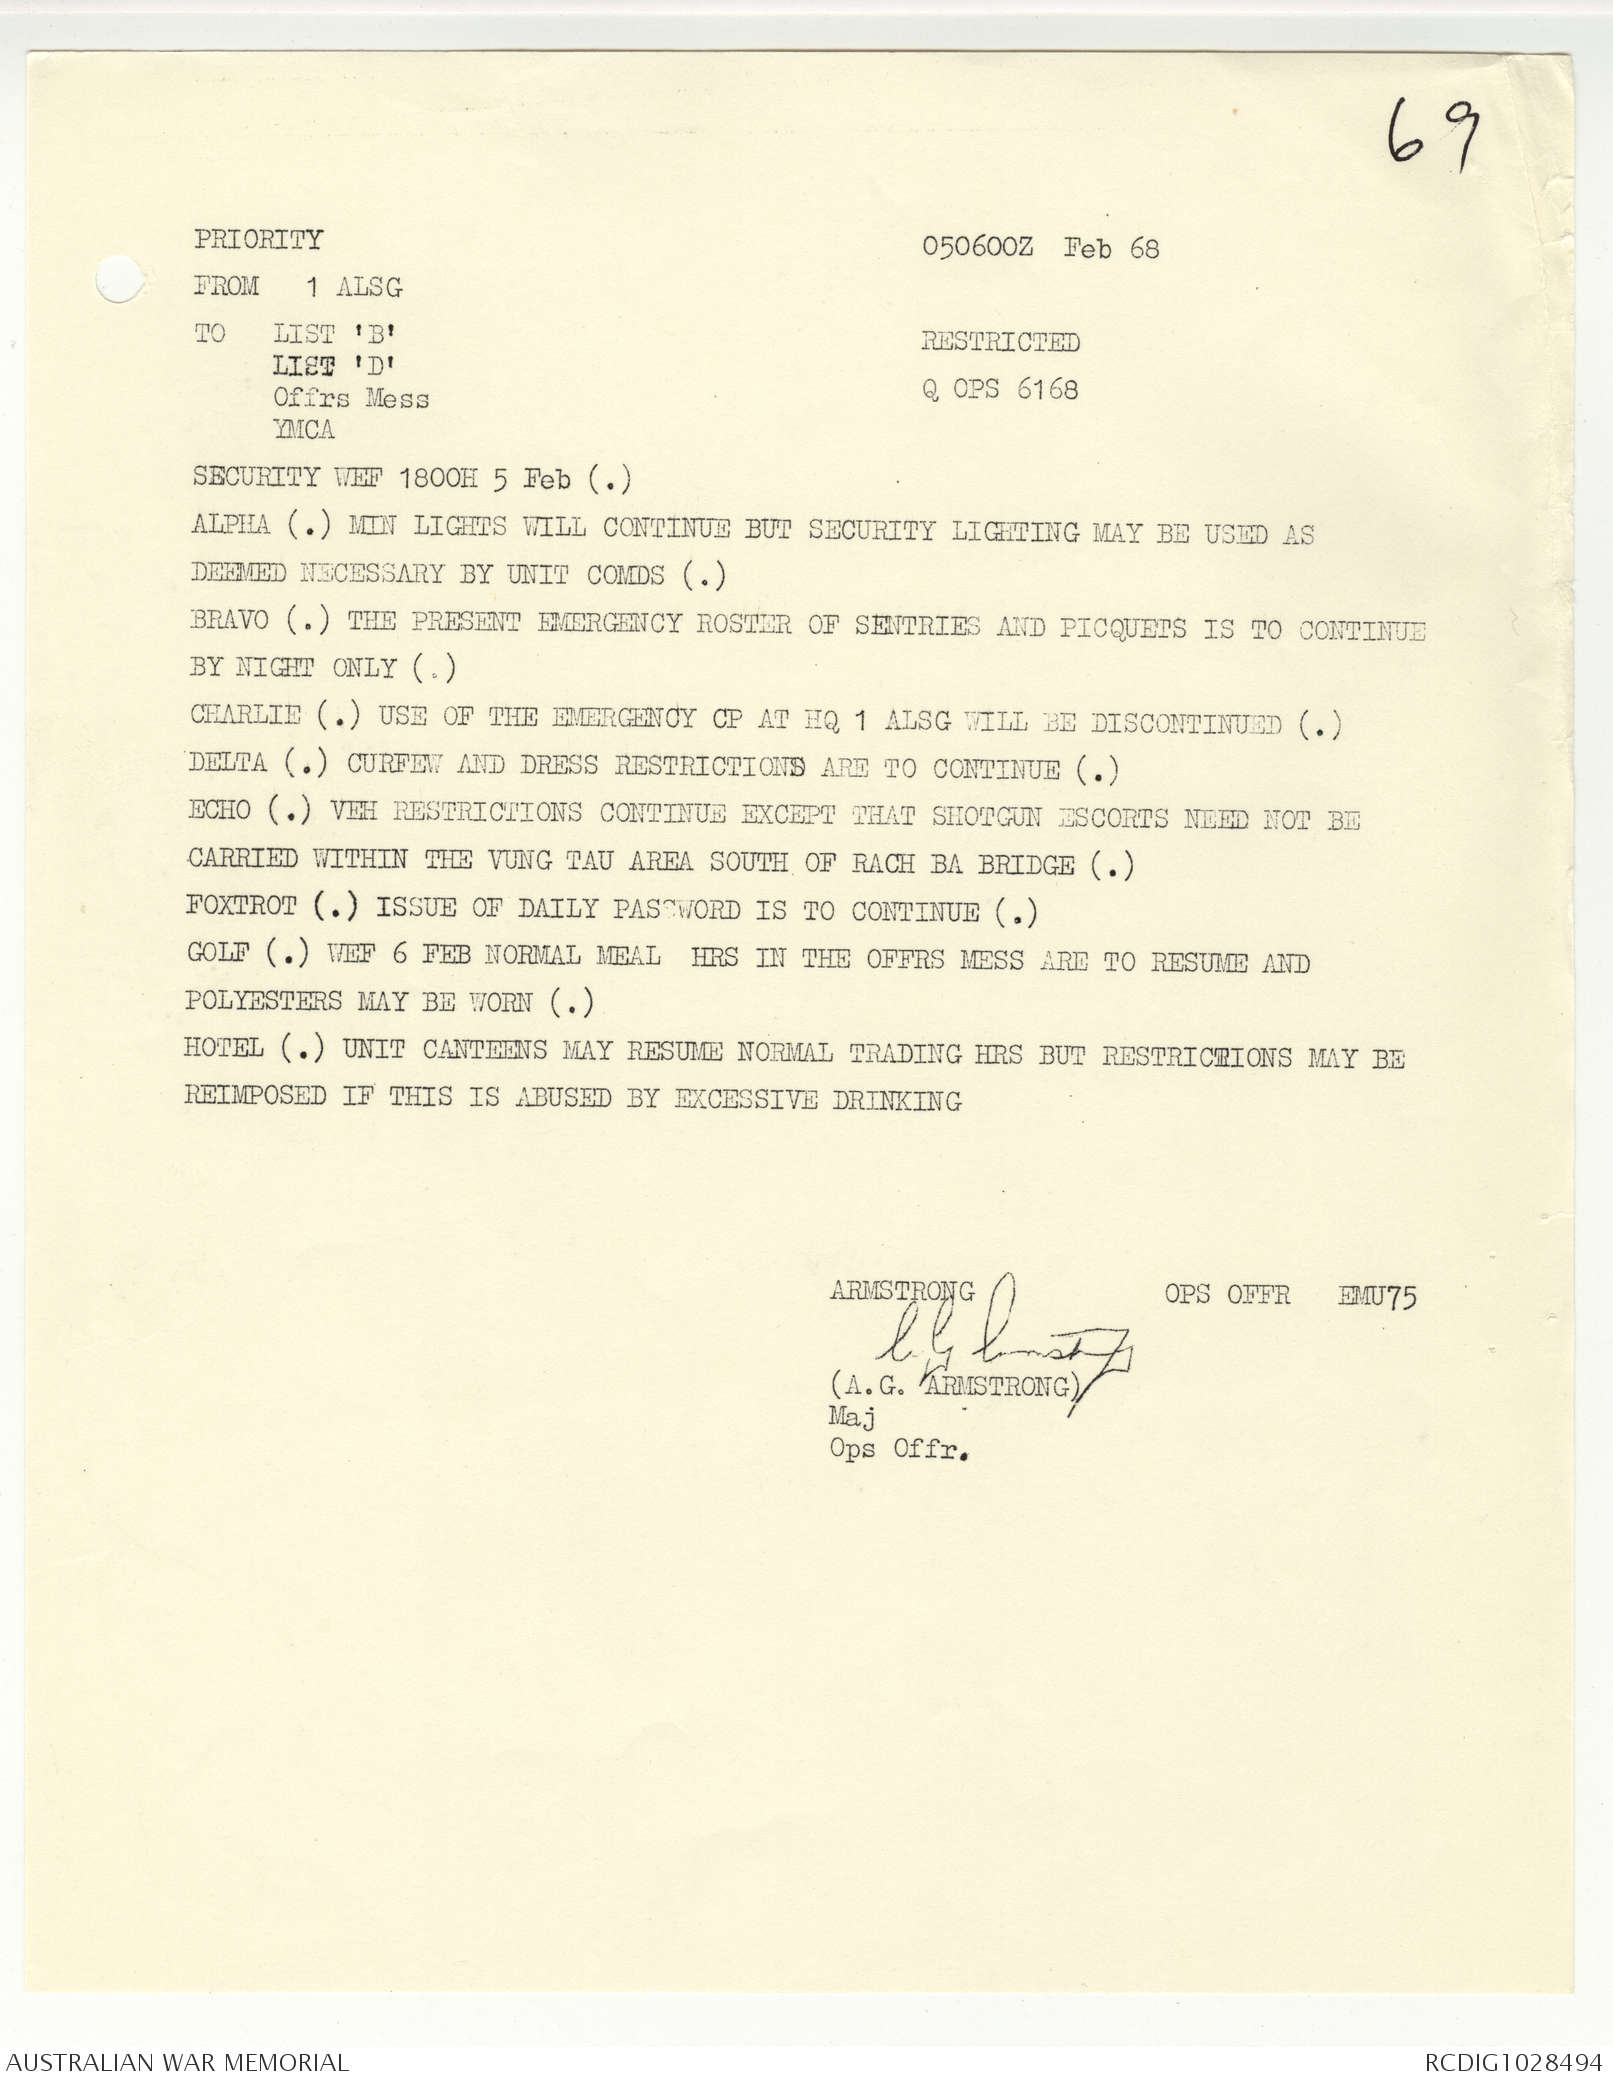 69
PRIORITY 050600Z Feb 68
FROM 1 ALSG
TO LIST 'B' RESTRICTED
LIST 'D'
Offrs Mess Q OPS 6168
YMCA
SECURITY WEF 1800H 5 Feb (.)
ALPHA (.) MIN LIGHTS WILL CONTINUE BUT SECURITY LIGHTING MAY BE USED AS
DEEMED NECESSARY BY UNIT COMDS (.)
BRAVO (.) THE PRESENT EMERGENCY ROSTER OF SENTRIES AND PICQUETS IS TO CONTINUE
BY NIGHT ONLY (.)
CHARLIE (.) USE OF THE EMERGENCY CP AT HQ 1 ALSG WILL BE DISCONTINUED (.)
DELTA (.) CURFEW AND DRESS RESTRICTIONS ARE TO CONTINUE (.)
ECHO (.) VEH RESTRICTIONS CONTINUE EXCEPT THAT SHOTGUN ESCORTS NEED NOT BE
CARRIED WITHIN THE VUNG TAU AREA SOUTH OF RACH BA BRIDGE (.)
FOXTROT (.) ISSUE OF DAILY PASSWORD IS TO CONTINUE (.)
GOLF (.) WEF 6 FEB NORMAL MEAL HRS IN THE OFFRS MESS ARE TO RESUME AND
POLYESTERS MAY BE WORN (.)
HOTEL (.) UNIT CANTEENS MAY RESUME NORMAL TRADING HRS BUT RESTRICTIONS MAY BE
REIMPOSED IF THIS IS ABUSED BY EXCESSIVE DRINKING
ARMSTRONG OPS OFFR EMU75
(A.G. ARMSTRONG)
Maj
Ops Offr.
AUSTRALIAN WAR MEMORIAL RCDIG1028494